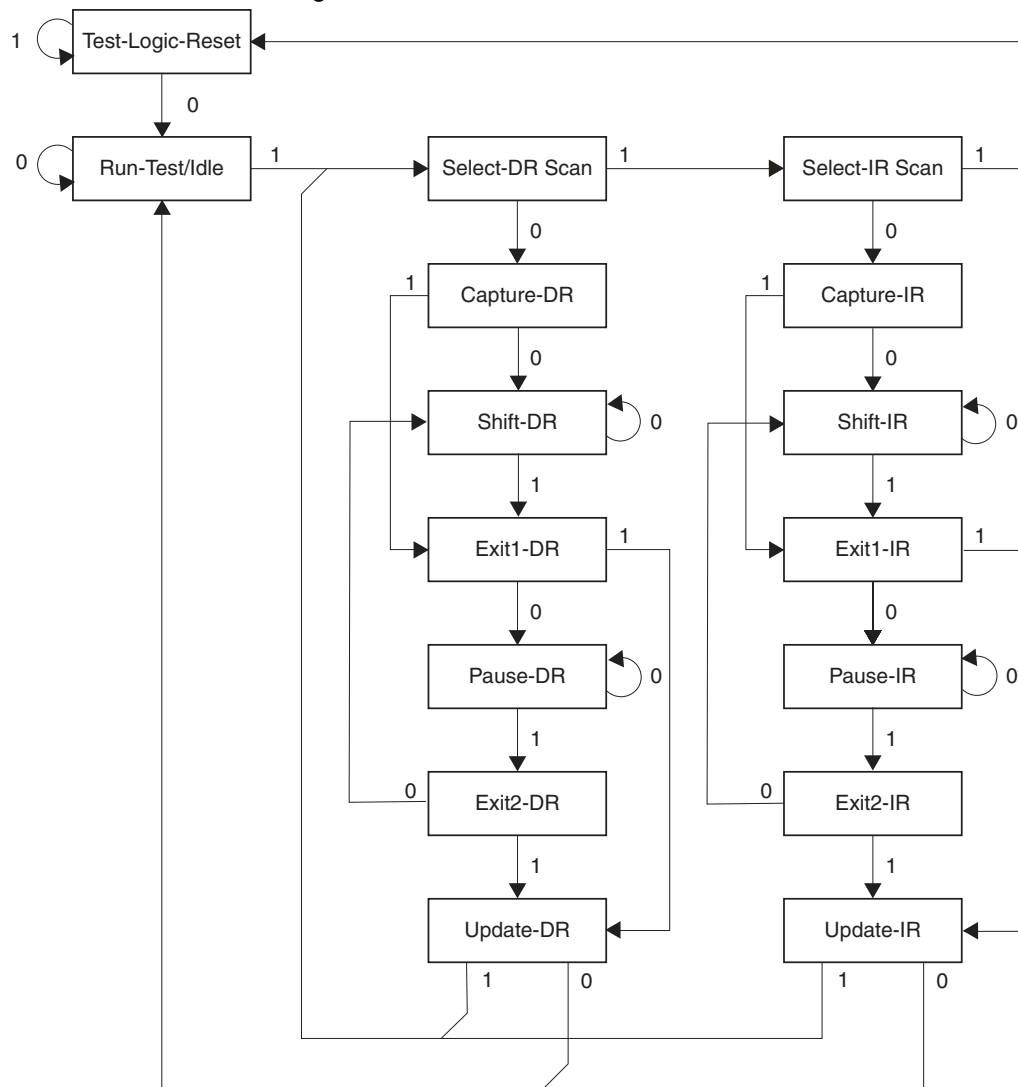 1 Test-Logic-Reset
0
0 Run-Test/Idle 1 Select-DR Scan 1 Select-IR Scan 1
0 0
1 Capture-DR 1 Capture-IR
0 0
Shift-DR 0 Shift-IR 0
1 1
Exit1-DR 1 Exit1-IR 1
0 0
Pause-DR 0 Pause-IR 0
1 1
0 Exit2-DR 0 Exit2-IR
1 1
Update-DR Update-IR
1 0 1 0